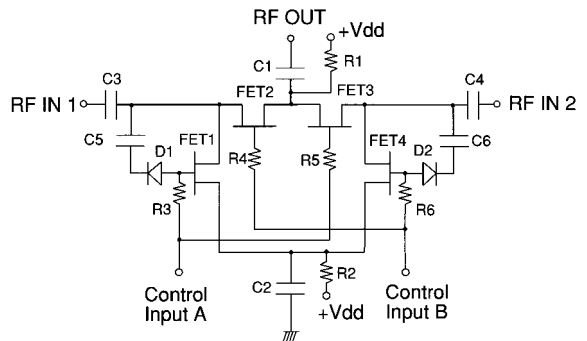 RF OUT
+Vdd
C1
R1
C3
FET2
FET3
C4
RF IN 1
RF IN 2
C5
D1
FET1
R4
R5
FET4
D2
C6
R3
R6
C2
R2
Control
Input A
+Vdd
Control
Input B